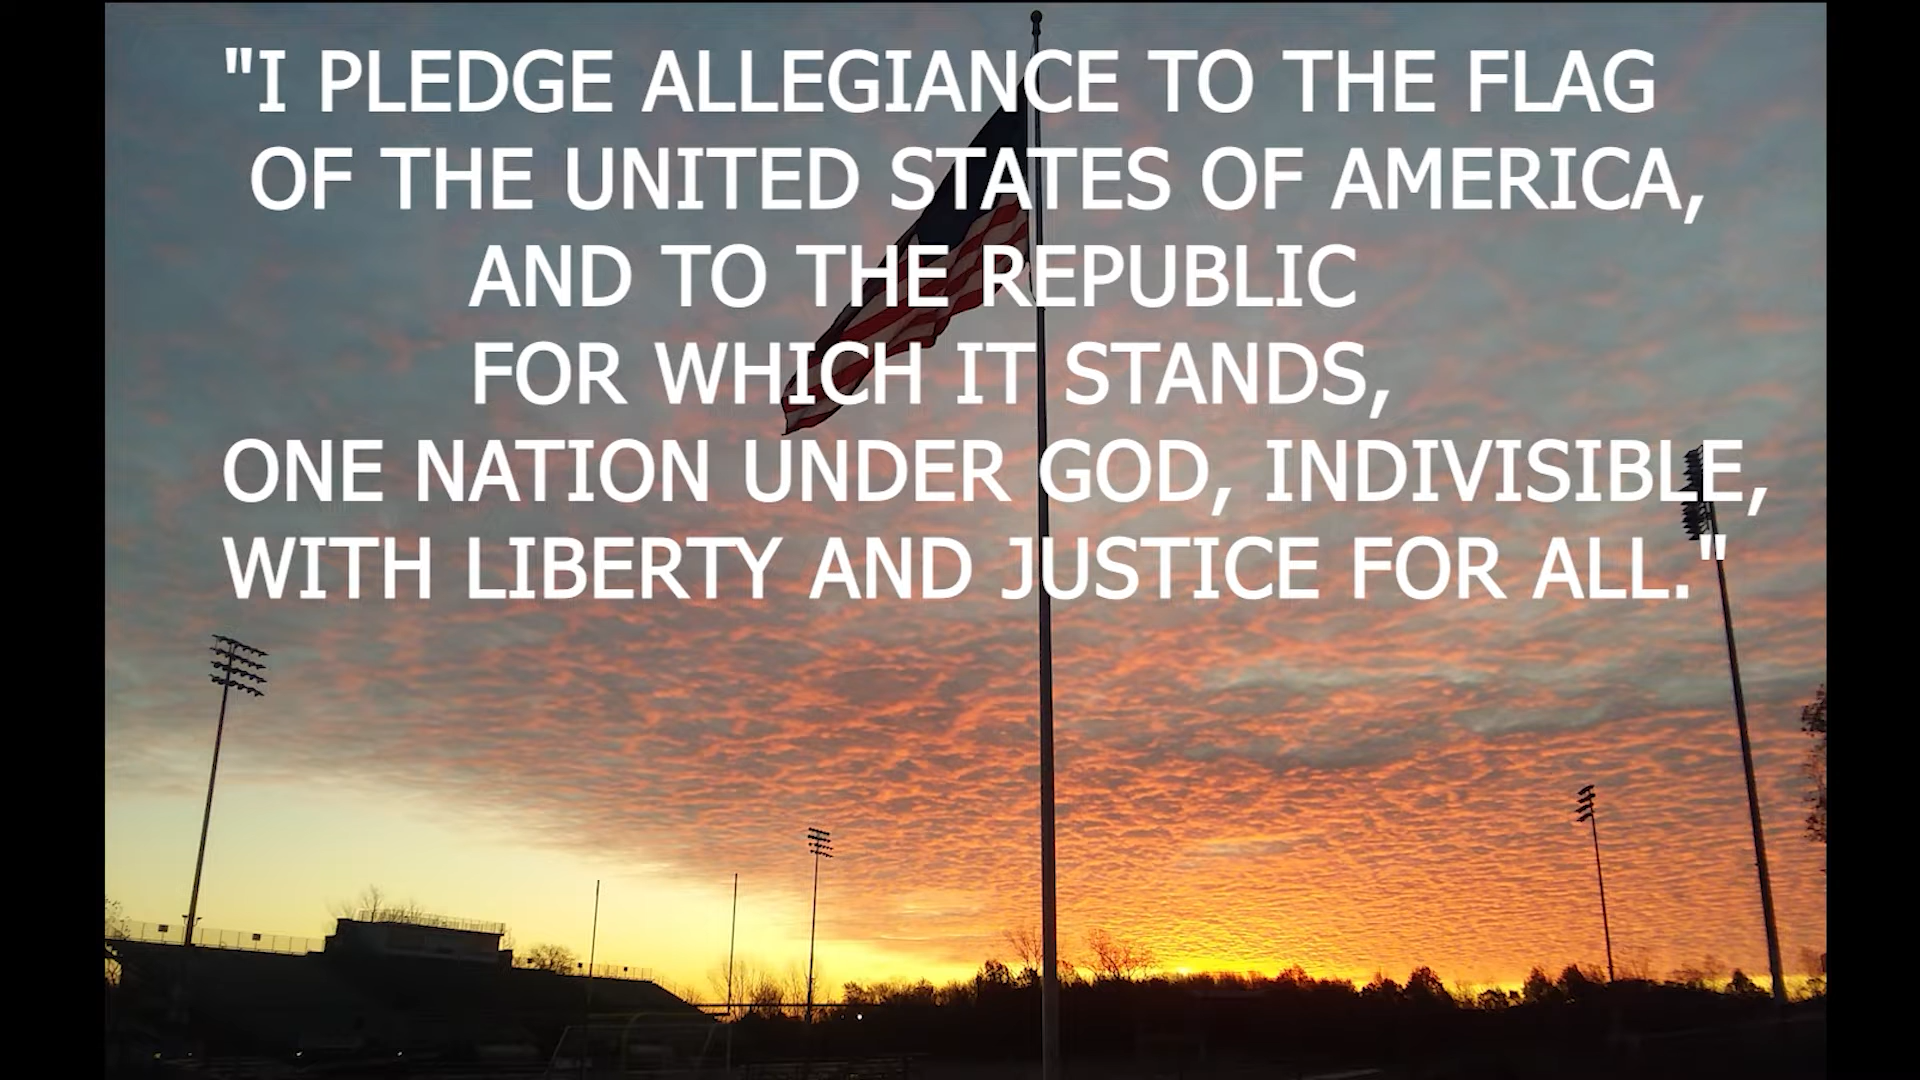 "I PLEDGE ALLEGIANCE TO THE FLAG
OF THE UNITED STATES OF AMERICA,
AND TO THE REPUBLIC
FOR WHICH IT STANDS,
ONE NATION UNDER GOD, INDIVISIBLE,
WITH LIBERTY AND JUSTICE FOR ALL."